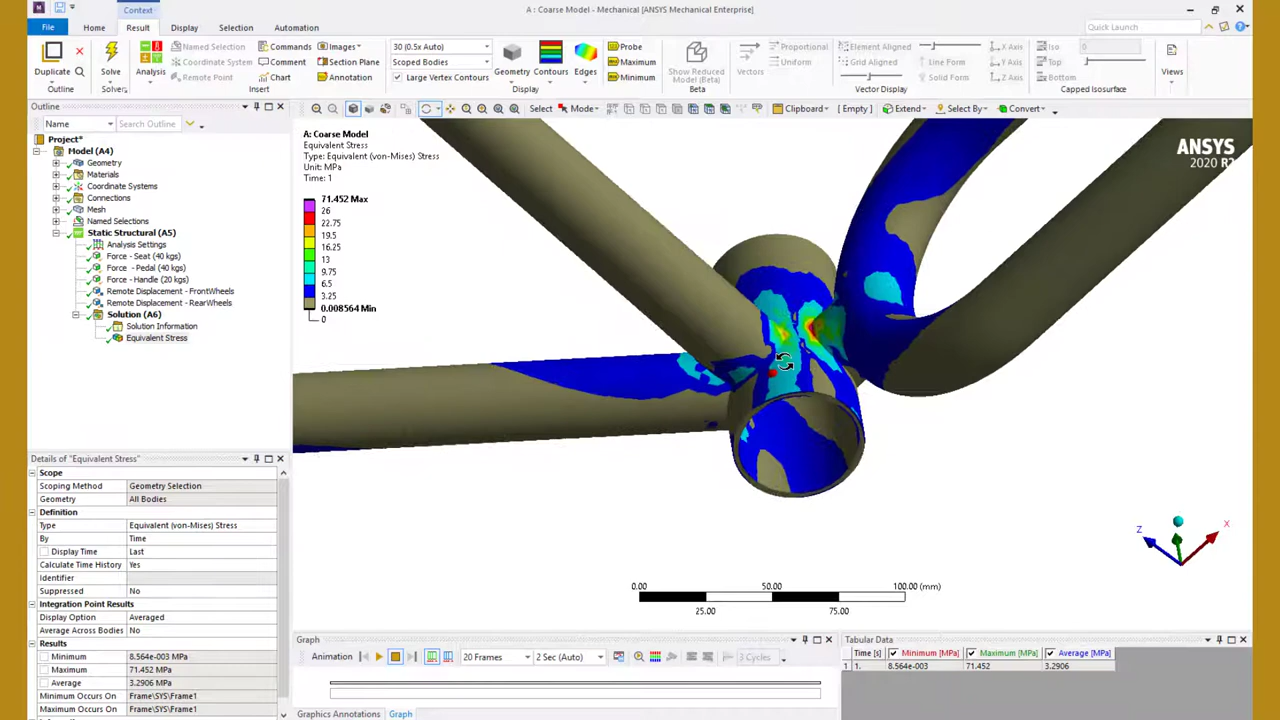 Context
A : Coarse Model - Mechanical [ANSYS Mechanical Enterprise]
File Home Result Display Selection Automation
Quick Launch
Duplicate
Outline
Solve
Solver
Analysis
Named Selection
Coordinate System
Remote Point
Commands
Comment
Chart
Images
Section Plane
Annotation
Insert
30 (0.5x Auto)
Scoped Bodies
Large Vertex Contours
Geometry Contours Edges
Display
Probe
Maximum
Minimum
Show Reduced
Model (Beta)
Beta
Vectors
Proportional
Uniform
Element Aligned
Grid Aligned
Line Form
Solid Form
X Axis
Y Axis
Z Axis
Vector Display
Iso
Top
Bottom
0
Capped Isosurface
Views
Outline
Name
Search Outline
Select Mode
Clipboard [ Empty ] Extend Select By Convert
Project*
Model (A4)
Geometry
Materials
Coordinate Systems
Connections
Mesh
Named Selections
Static Structural (A5)
Analysis Settings
Force - Seat (40 kgs)
Force - Pedal (40 kgs)
Force - Handle (20 kgs)
Remote Displacement - FrontWheels
Remote Displacement - RearWheels
Solution (A6)
Solution Information
Equivalent Stress
A: Coarse Model
Equivalent Stress
Type: Equivalent (von-Mises) Stress
Unit: MPa
Time: 1
71.452 Max
26
22.75
19.5
16.25
13
9.75
6.5
3.25
0.008564 Min
0
ANSYS
2020 R2
Z
X
0.00 50.00 100.00 (mm)
25.00 75.00
Details of "Equivalent Stress"
Scope
Scoping Method Geometry Selection
Geometry All Bodies
Definition
Type Equivalent (von-Mises) Stress
By Time
Display Time Last
Calculate Time History Yes
Identifier
Suppressed No
Integration Point Results
Display Option Averaged
Average Across Bodies No
Results
Minimum 8.564e-003 MPa
Maximum 71.452 MPa
Average 3.2906 MPa
Minimum Occurs On Frame\SYS\Frame1
Maximum Occurs On Frame\SYS\Frame1
Graph
Animation 20 Frames 2 Sec (Auto) 3 Cycles
Graphics Annotations Graph
Tabular Data
Time [s] Minimum [MPa] Maximum [MPa] Average [MPa]
1 1. 8.564e-003 71.452 3.2906